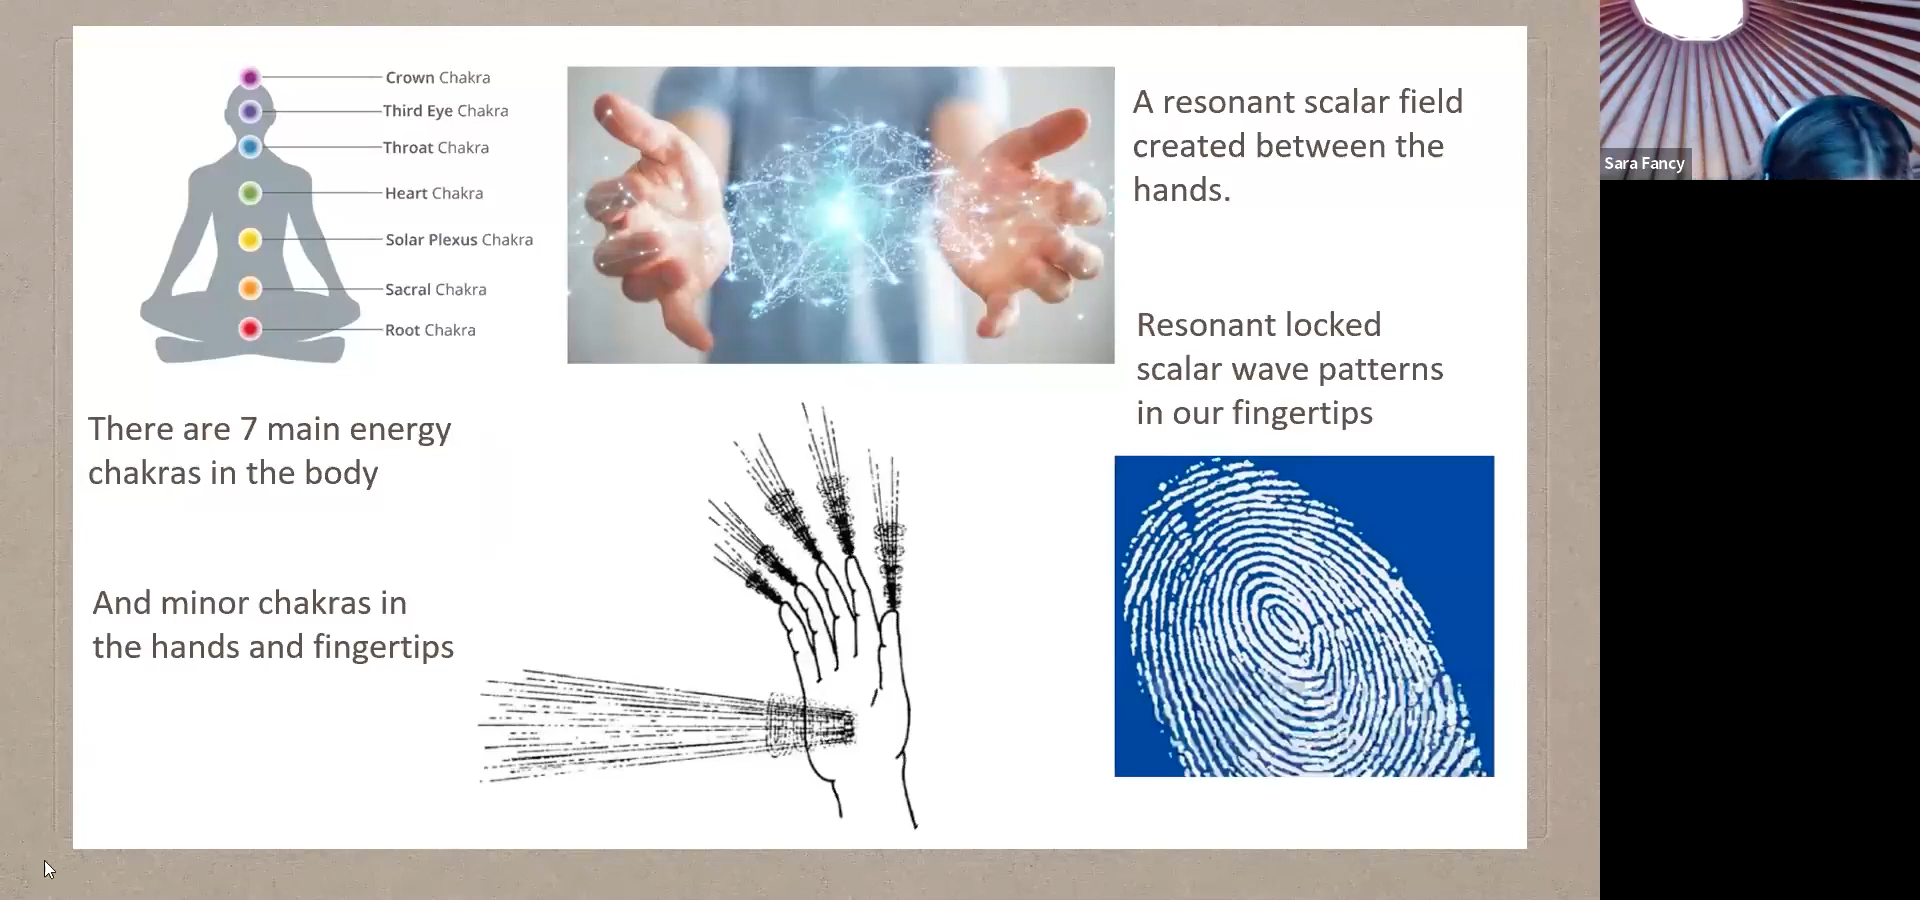 Crown Chakra
Third Eye Chakra
Throat Chakra
Heart Chakra
Solar Plexus Chakra
Sacral Chakra
Root Chakra
There are 7 main energy
chakras in the body
And minor chakras in
the hands and fingertips
A resonant scalar field
created between the
hands.
Resonant locked
scalar wave patterns
in our fingertips
Sara Fancy